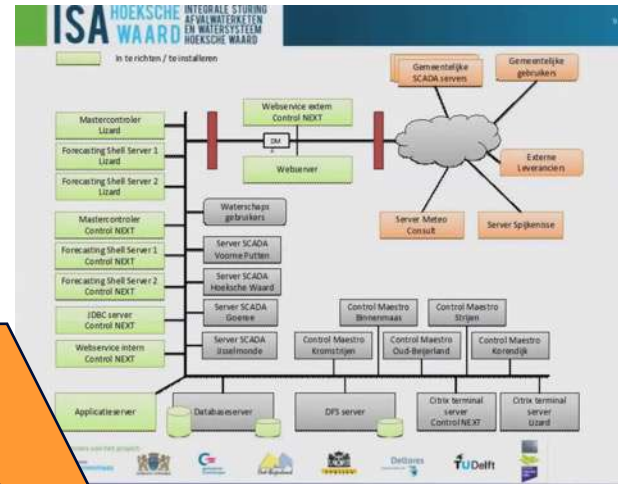 ISA HOEKSCHE WAARD
INTEGRALE STURING
AFVALWATERKETEN
EN WATERSYSTEEM
HOEKSCHE WAARD
In te richten / te installeren
Mastercontroler
Lizard
Forecasting Shell Server 1
Lizard
Forecasting Shell Server 2
Lizard
Mastercontroler
Control NEXT
Forecasting Shell Server 1
Control NEXT
Forecasting Shell Server 2
Control NEXT
JDBC server
Control NEXT
Webservice intern
Control NEXT
Webservice extern
Control NEXT
DM
Webserver
Waterschaps
gebruikers
Server SCADA
Voorne Putten
Server SCADA
Hoeksche Waard
Server SCADA
Goeree
Server SCADA
IJsselmonde
Gemeentelijke
SCADA servers
Gemeentelijke
gebruikers
Externe
Leveranciers
Server Meteo
Consult
Server Spijkenisse
Control Maestro
Binnenmaas
Control Maestro
Strijen
Control Maestro
Kromstrijen
Control Maestro
Oud-Beijerland
Control Maestro
Korendijk
Applicatieserver
Databaseserver
DFS server
Citrix terminal
server
Control NEXT
Citrix terminal
server
Lizard
Deltares
TUDelft